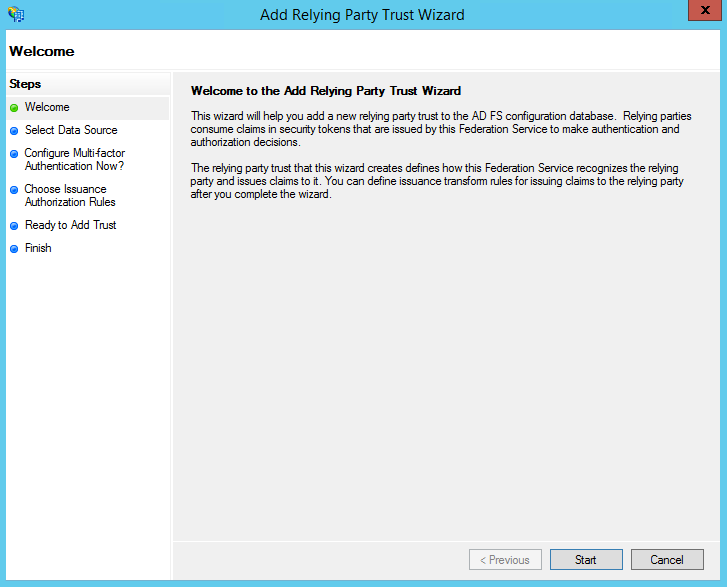 Add Relying Party Trust Wizard
x
Welcome
Steps
Welcome
Select Data Source
Configure Multi-factor
Authentication Now?
Choose Issuance
Authorization Rules
Ready to Add Trust
Finish
Welcome to the Add Relying Party Trust Wizard
This wizard will help you add a new relying party trust to the AD FS configuration database.  Relying parties
consume claims in security tokens that are issued by this Federation Service to make authentication and
authorization decisions.
The relying party trust that this wizard creates defines how this Federation Service recognizes the relying
party and issues claims to it. You can define issuance transform rules for issuing claims to the relying party
after you complete the wizard.
< Previous
Start
Cancel